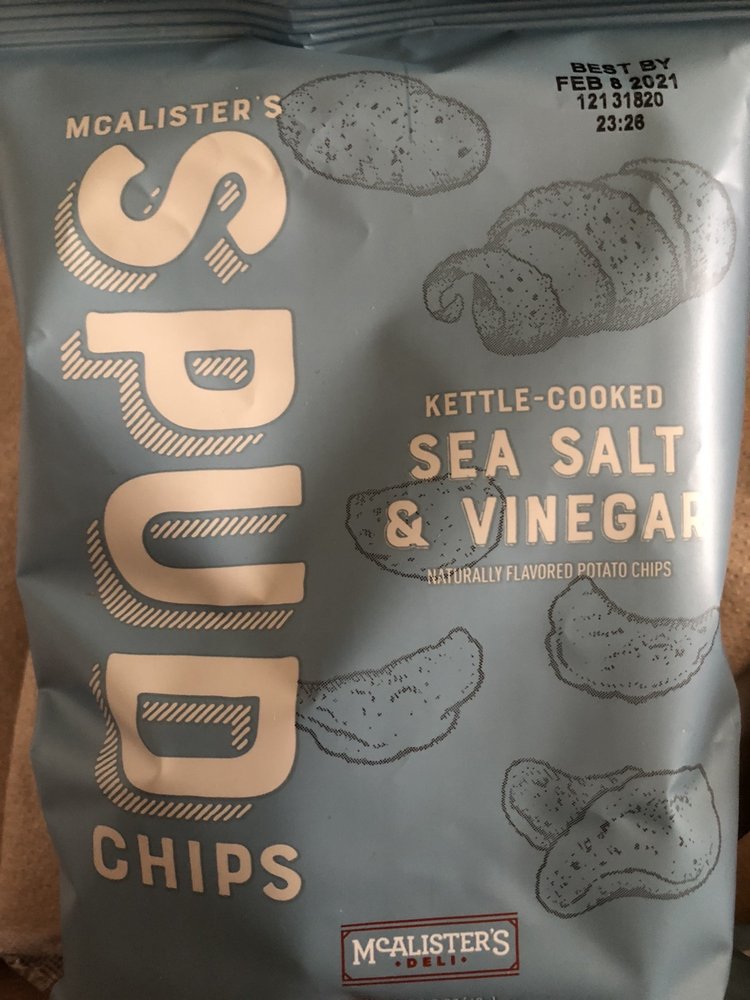 BEST BY
FEB 8 2021
12131820
23:26
MCALISTER'S
SPUD
CHIPS
KETTLE-COOKED
SEA SALT
& VINEGAR
NATURALLY FLAVORED POTATO CHIPS
MCALISTER'S
DELI